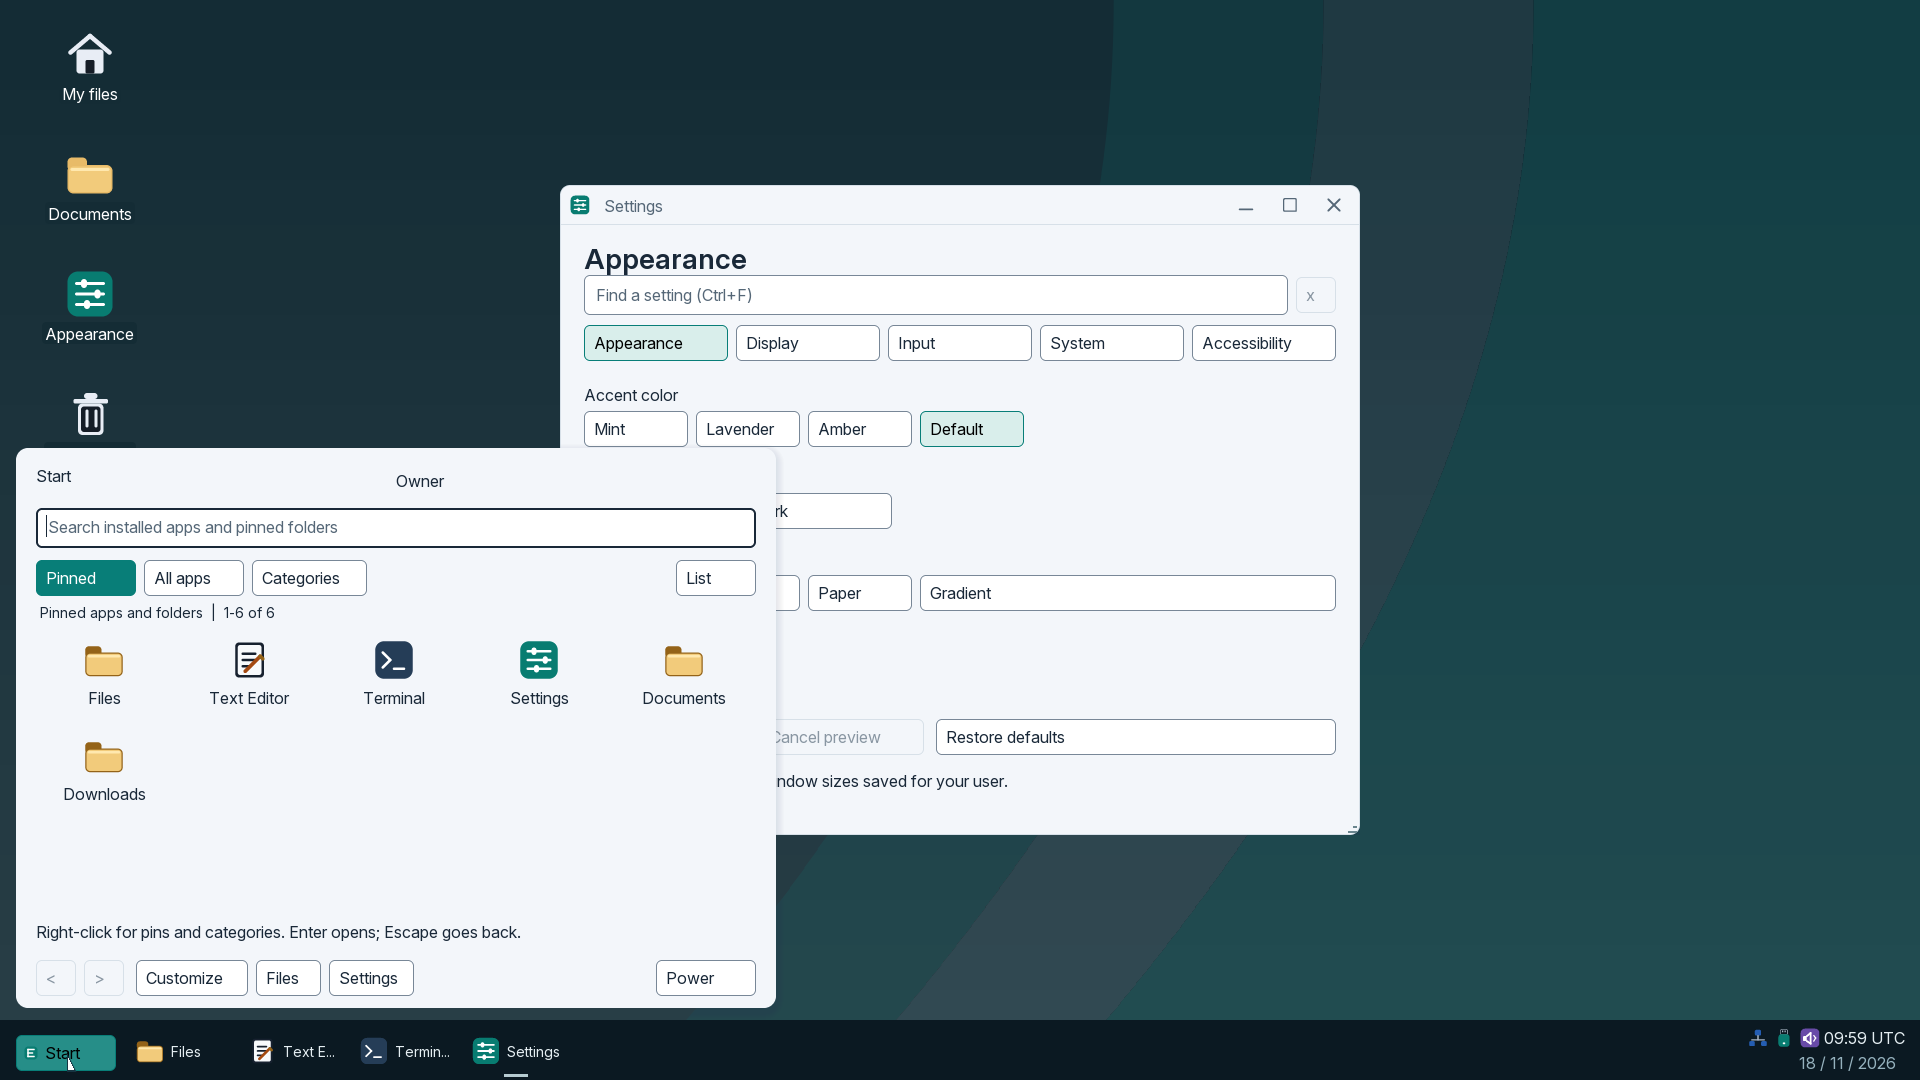 My files
Documents
Appearance
Settings
Appearance
Find a setting (Ctrl+F)
x
Appearance
Display
Input
System
Accessibility
Accent color
Mint
Lavender
Amber
Default
Paper
Gradient
Cancel preview
Restore defaults
sizes saved for your user.
Start
Owner
Search installed apps and pinned folders
Pinned
All apps
Categories
List
Pinned apps and folders | 1-6 of 6
Files
Text Editor
Terminal
Settings
Documents
Downloads
Right-click for pins and categories. Enter opens; Escape goes back.
<
>
Customize
Files
Settings
Power
E
Start
Files
Text E...
Termin...
Settings
09:59 UTC
18 / 11 / 2026